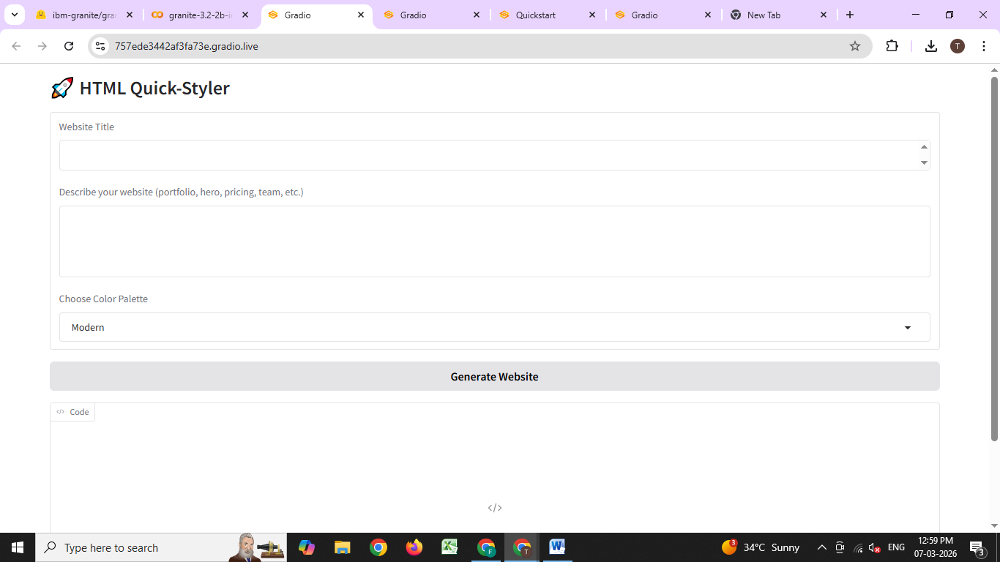 ibm-granite/gra
granite-3.2-2b-in
Gradio
Gradio
Quickstart
Gradio
New Tab
757ede3442af3fa73e.gradio.live
T
HTML Quick-Styler
Website Title
Describe your website (portfolio, hero, pricing, team, etc.)
Choose Color Palette
Modern
Generate Website
Code
Type here to search
F
T
3
34°C Sunny
ENG
12:59 PM
07-03-2026
3